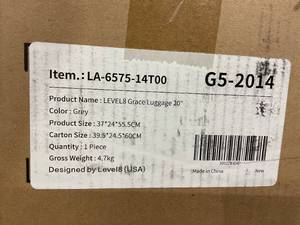 Item.: LA-6575-14T00 G5-2014
Product Name : LEVEL8 Grace Luggage 20"
Color : Grey
Product Size : 37*24*55.5CM
Carton Size : 39.5*24.5*60CM
Quantity : 1 Piece
Gross Weight : 4.7kg
Designed by Level8 (USA)
New Made in China